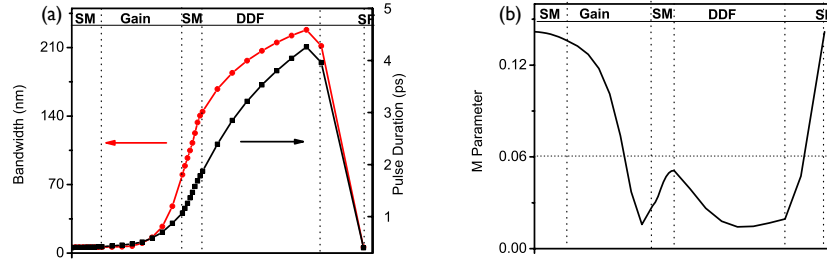 (a)
SM Gain SM DDF SF
210
140
70
0
Bandwidth (nm)
5
4
3
2
1
Pulse Duration (ps)
(b)
SM Gain SM DDF
0.12
0.06
0.00
M Parameter